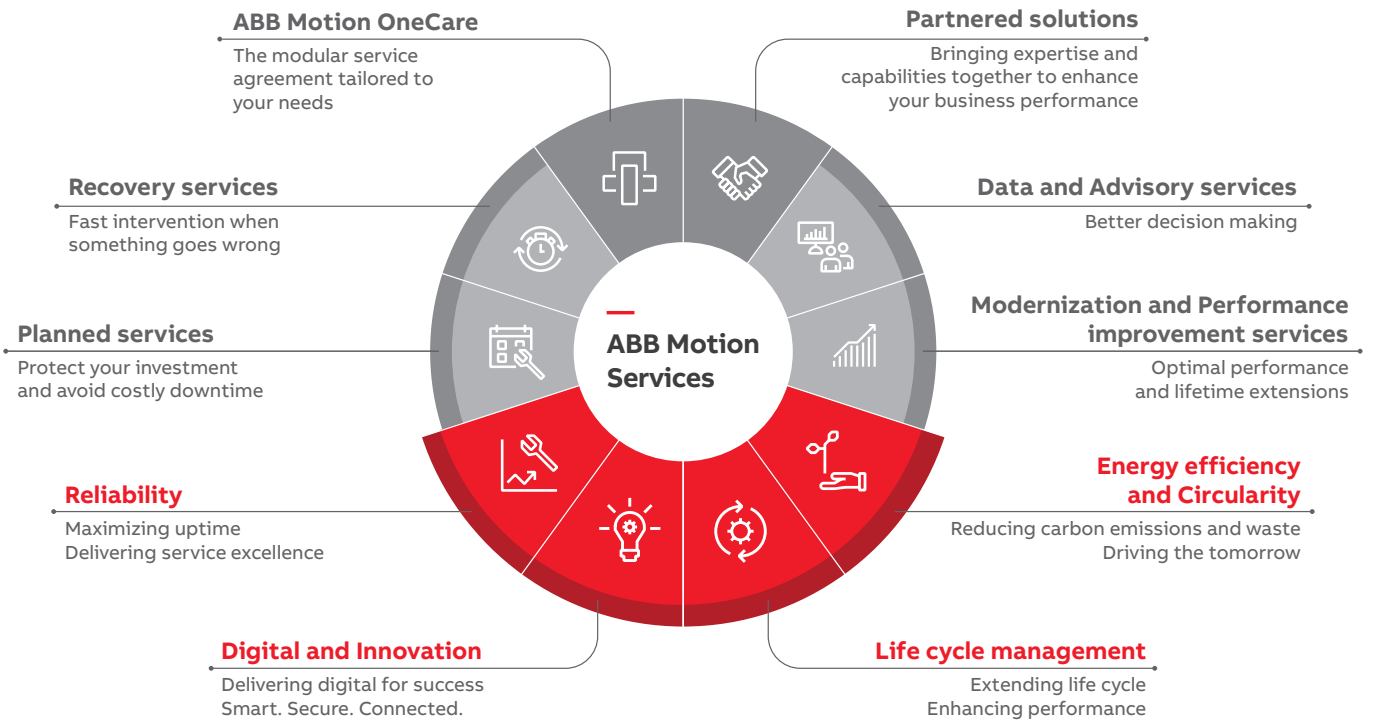 ABB Motion OneCare
The modular service
agreement tailored to
your needs
Partnered solutions
Bringing expertise and
capabilities together to enhance
your business performance
Recovery services
Fast intervention when
something goes wrong
Data and Advisory services
Better decision making
Planned services
Protect your investment
and avoid costly downtime
ABB Motion
Services
Modernization and Performance
improvement services
Optimal performance
and lifetime extensions
Reliability
Maximizing uptime
Delivering service excellence
Energy efficiency
and Circularity
Reducing carbon emissions and waste
Driving the tomorrow
Digital and Innovation
Delivering digital for success
Smart. Secure. Connected.
Life cycle management
Extending life cycle
Enhancing performance